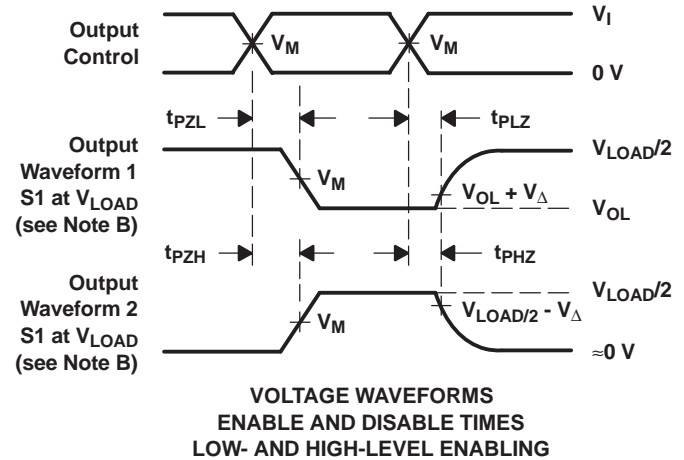 Output
Control
V_M
V_M
V_I
0 V
t_PZL
t_PLZ
Output
Waveform 1
S1 at V_LOAD
(see Note B)
V_M
V_OL + V_Δ
V_LOAD/2
V_OL
t_PZH
t_PHZ
Output
Waveform 2
S1 at V_LOAD
(see Note B)
V_M
V_LOAD/2 - V_Δ
V_LOAD/2
≈0 V
VOLTAGE WAVEFORMS
ENABLE AND DISABLE TIMES
LOW- AND HIGH-LEVEL ENABLING